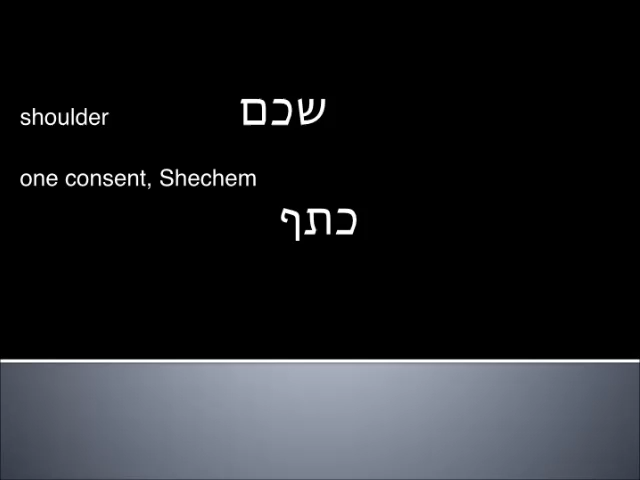 shoulder שכם
one consent, Shechem
כתף